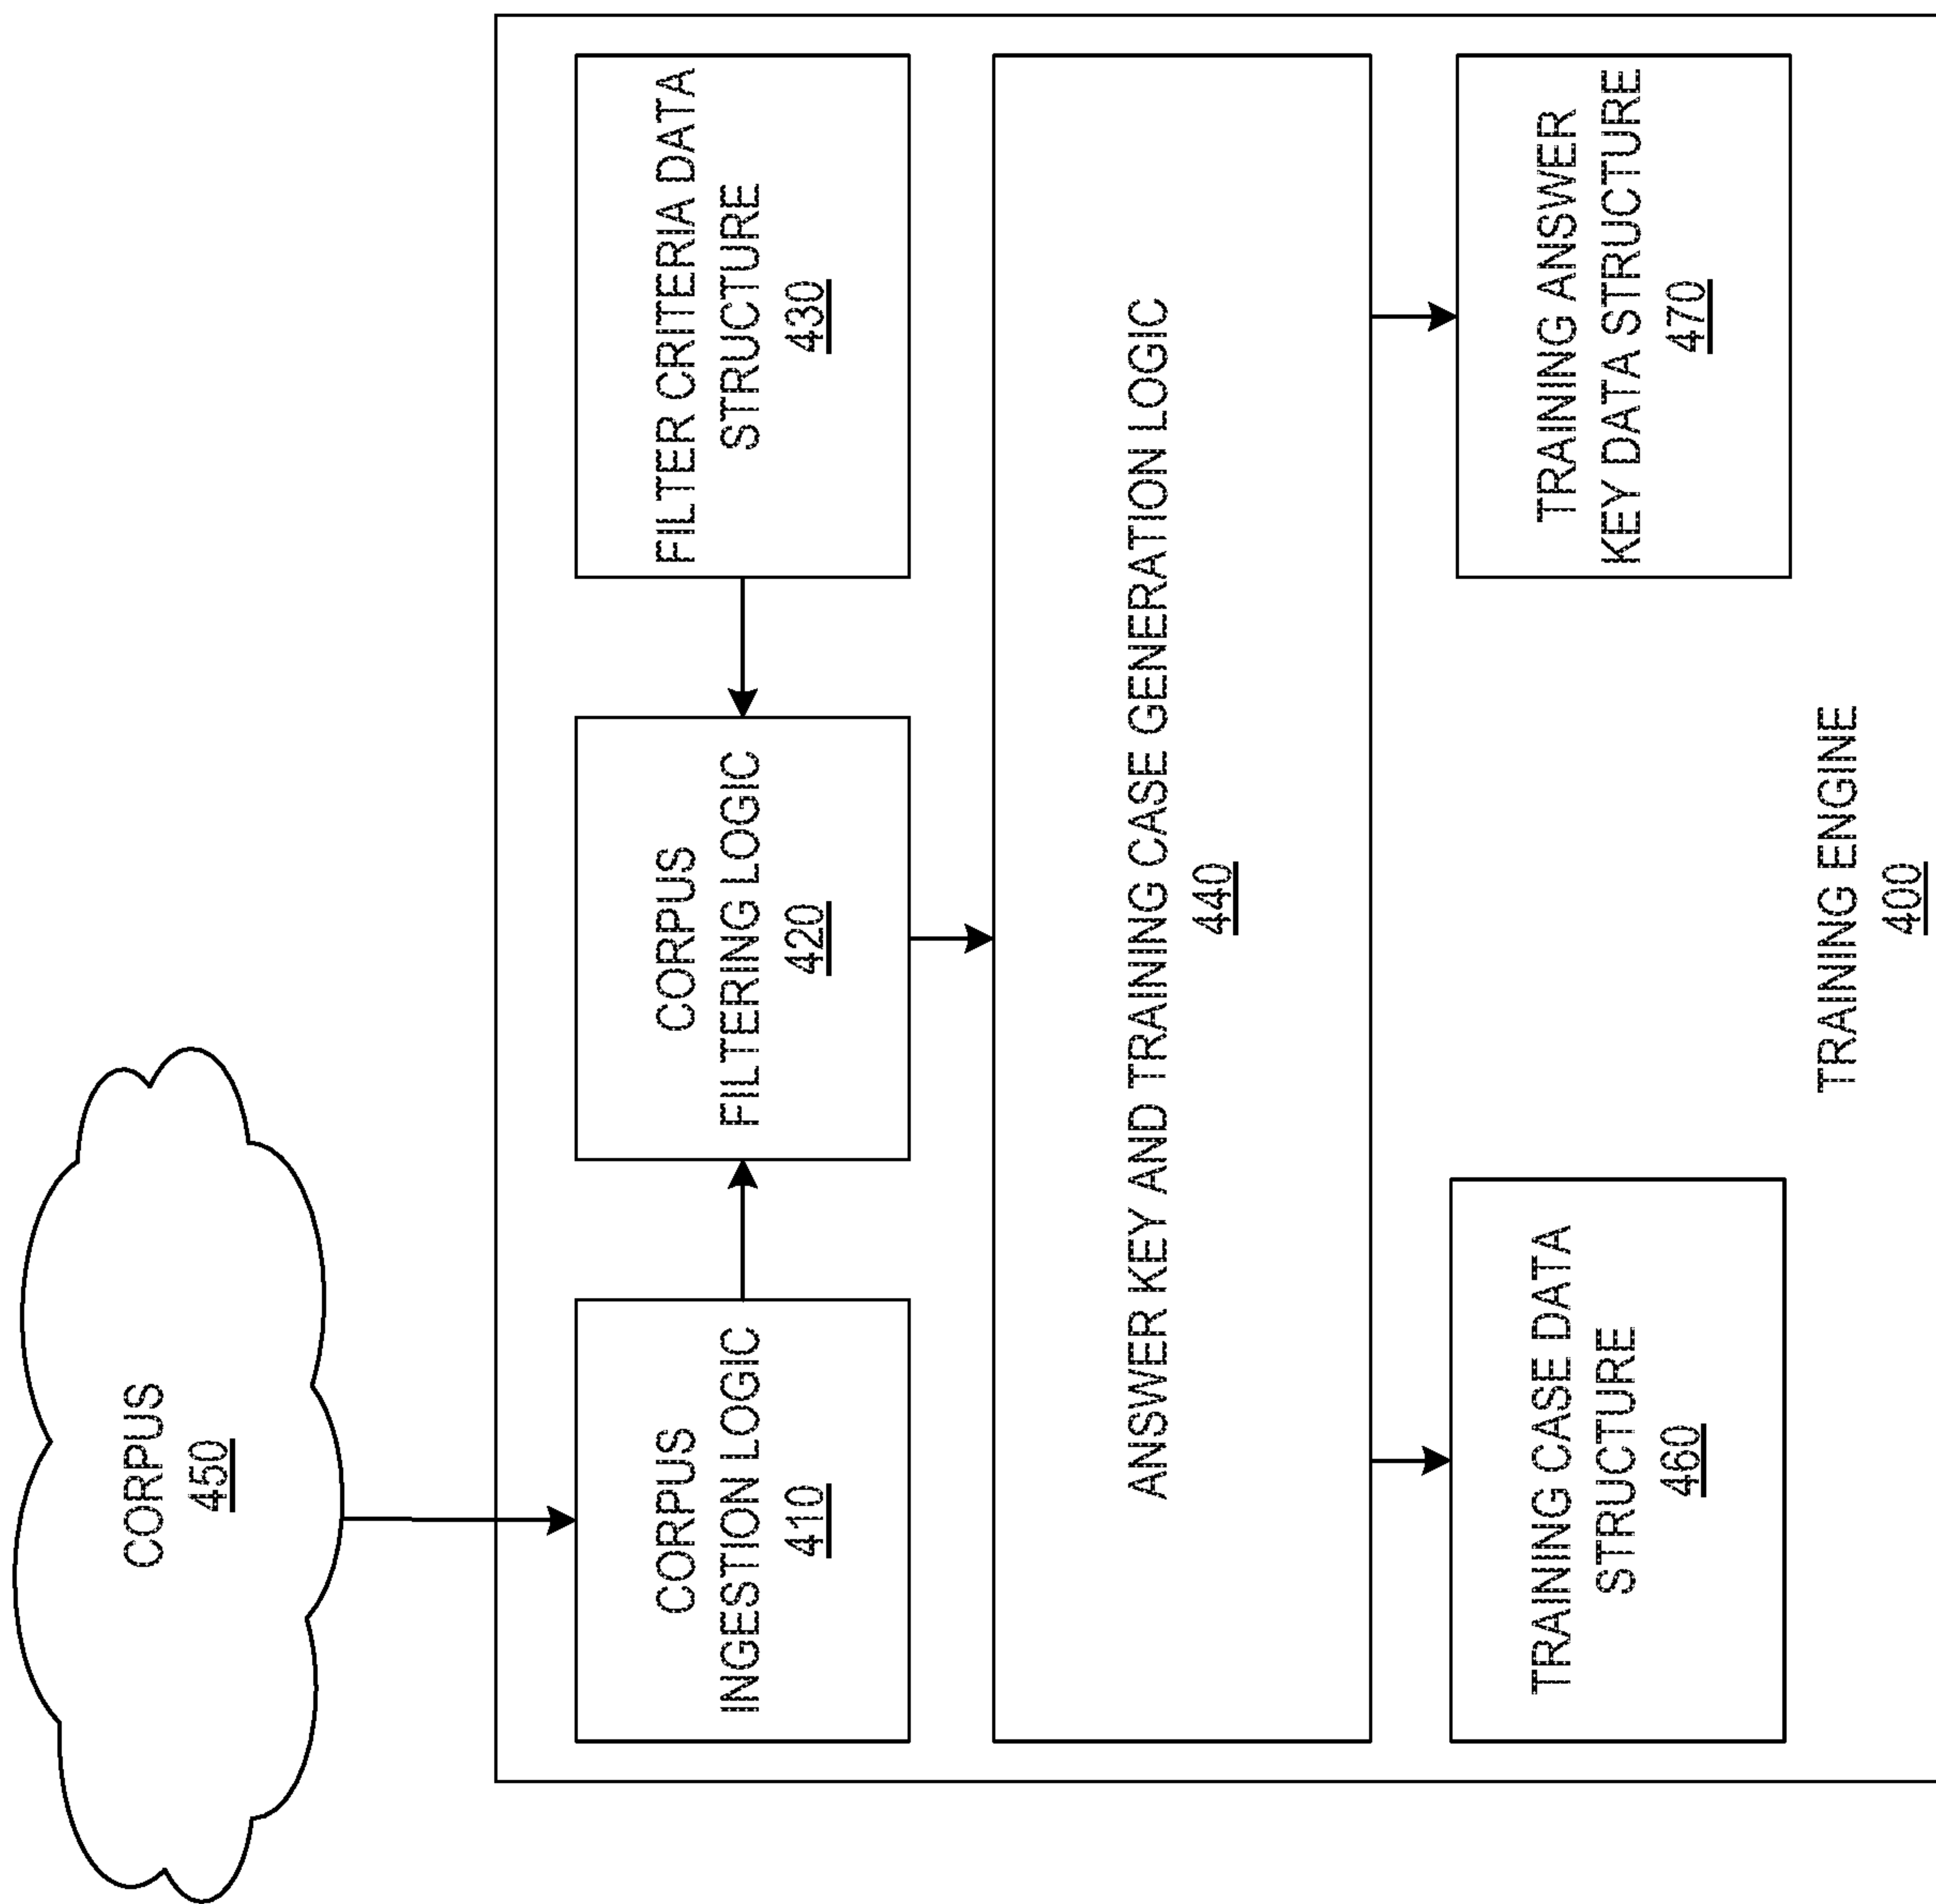 CORPUS
450
CORPUS
INGESTION LOGIC
410
CORPUS
FILTERING LOGIC
420
FILTER CRITERIA DATA
STRUCTURE
430
ANSWER KEY AND TRAINING CASE GENERATION LOGIC
440
TRAINING CASE DATA
STRUCTURE
460
TRAINING ANSWER
KEY DATA STRUCTURE
470
TRAINING ENGINE
400